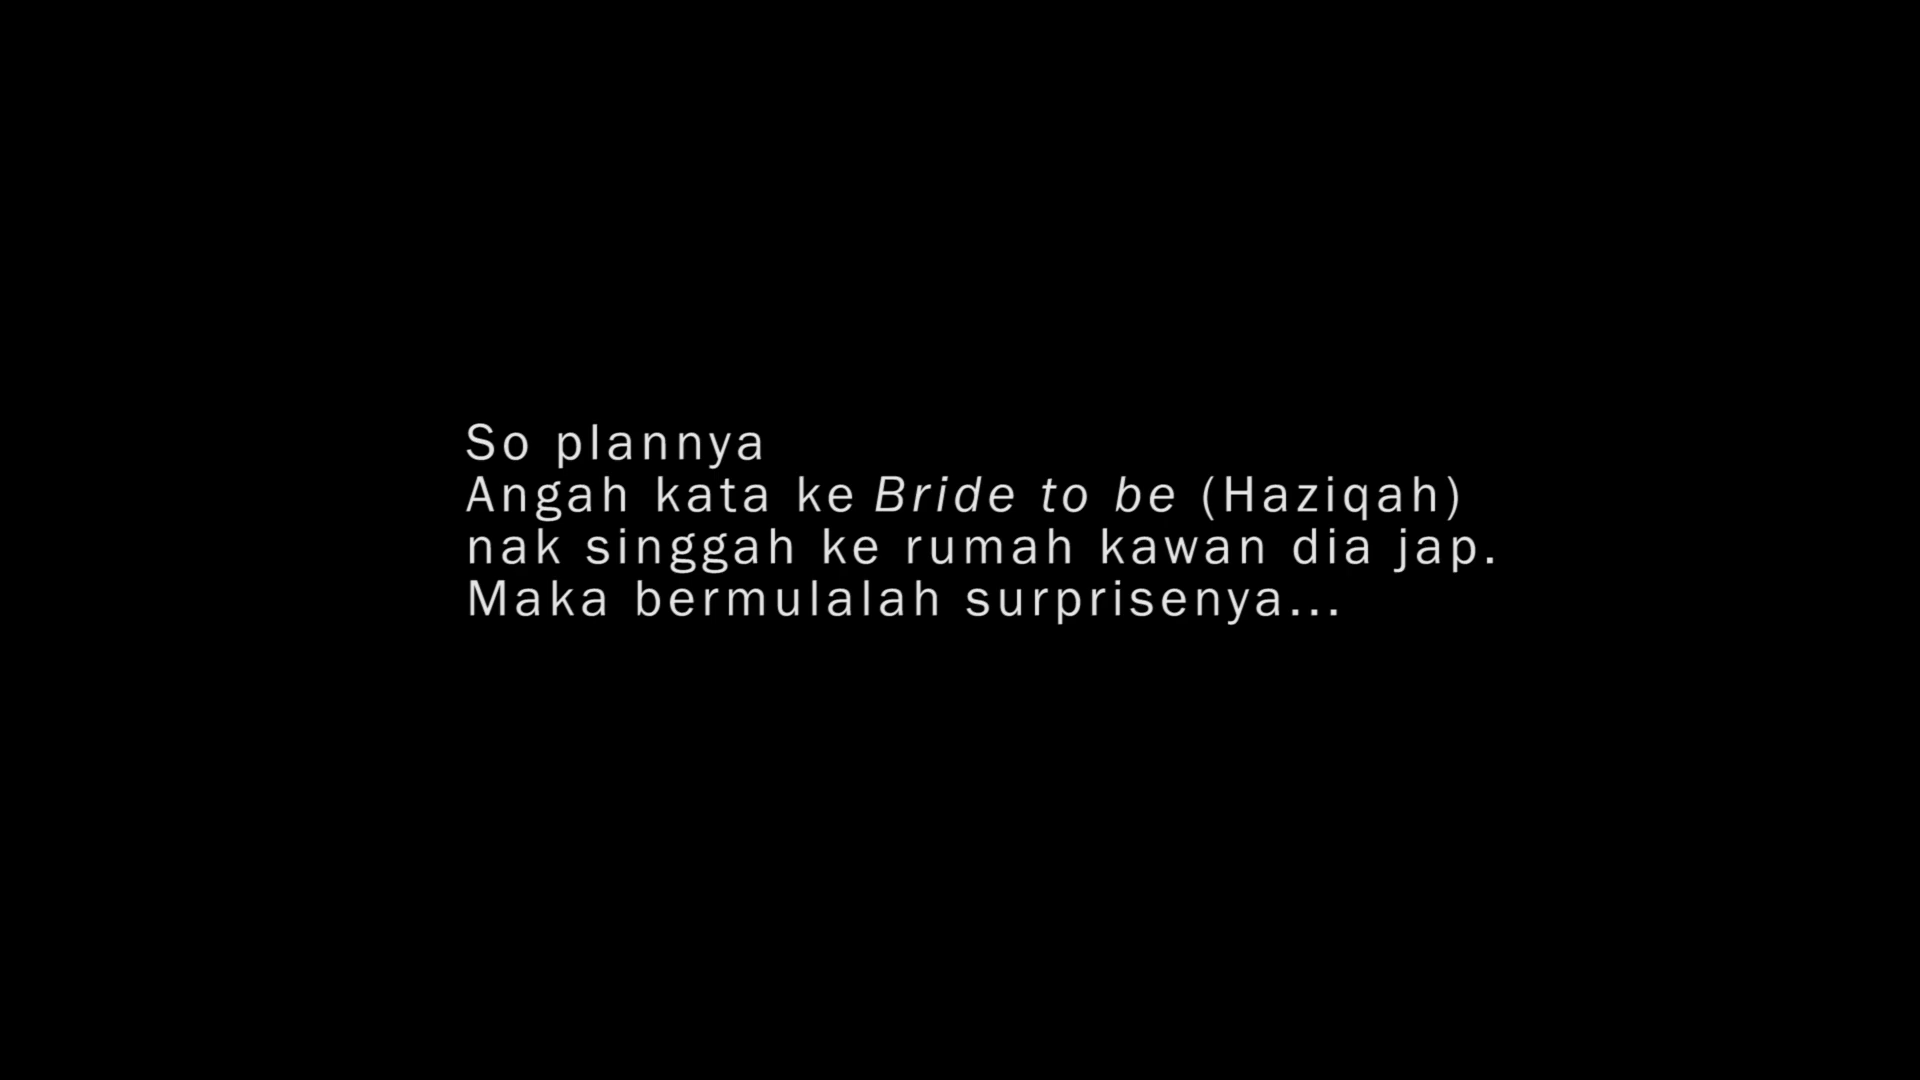 So plannya
Angah kata ke Bride to be (Haziqah)
nak singgah ke rumah kawan dia jap.
Maka bermulalah surprisenya...